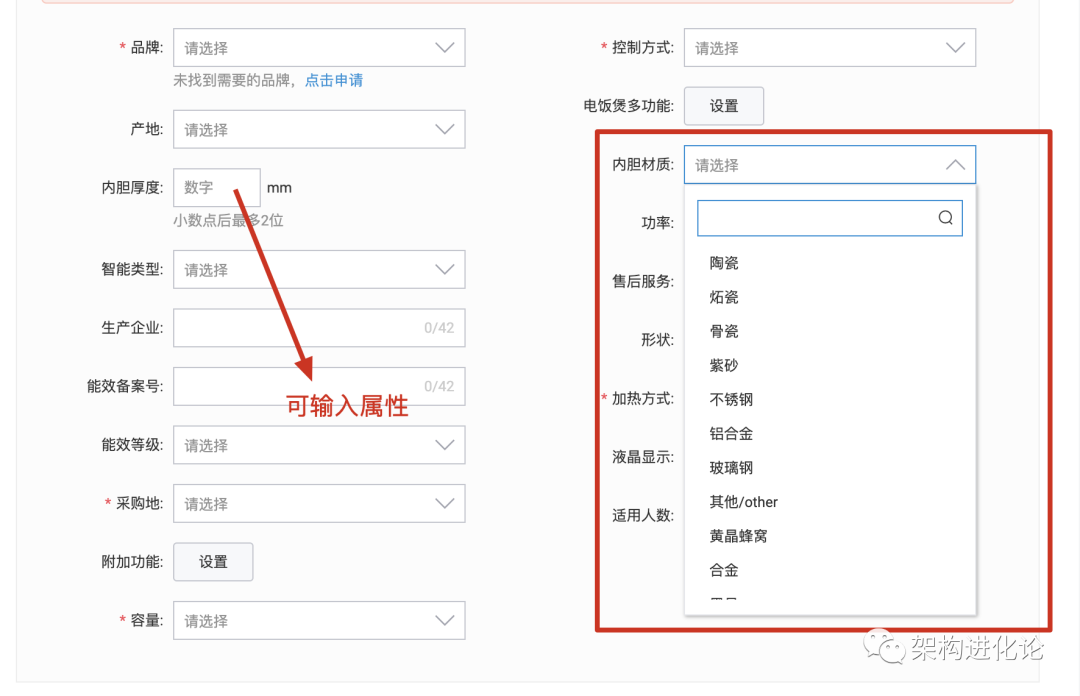 * 品牌: 请选择
未找到需要的品牌，点击申请
产地: 请选择
内胆厚度: 数字 mm
小数点后最多2位
智能类型: 请选择
生产企业: 0/42
能效备案号: 0/42
可输入属性
能效等级: 请选择
* 采购地: 请选择
附加功能: 设置
* 容量: 请选择
* 控制方式: 请选择
电饭煲多功能: 设置
内胆材质: 请选择
功率:
售后服务:
形状:
* 加热方式:
液晶显示:
适用人数:
陶瓷
炻瓷
骨瓷
紫砂
不锈钢
铝合金
玻璃钢
其他/other
黄晶蜂窝
合金
架构进化论